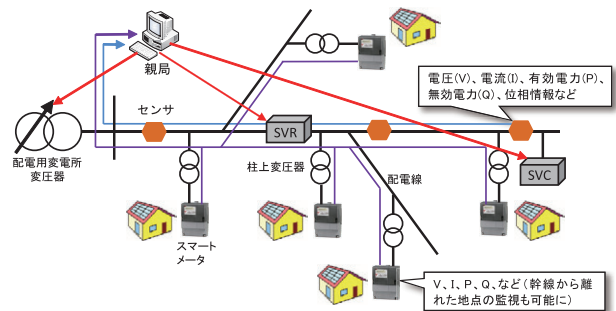 親局
電圧(V)、電流(I)、有効電力(P)、
無効電力(Q)、位相情報など
センサ
SVR
配電用変電所
変圧器
柱上変圧器
配電線
SVC
スマート
メータ
V、I、P、Q、など(幹線から離
れた地点の監視も可能に)